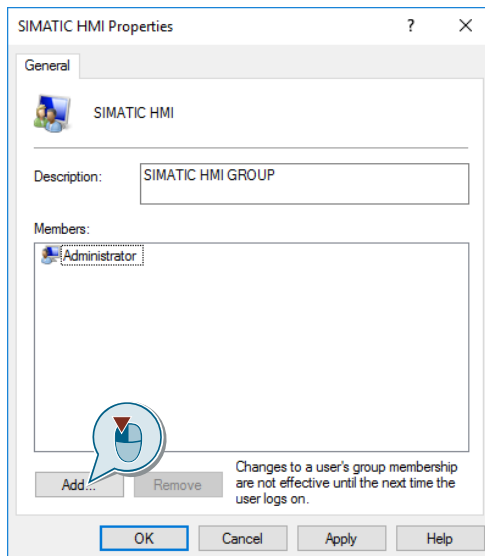 SIMATIC HMI Properties
?
General
SIMATIC HMI
Description:
SIMATIC HMI GROUP
Members:
Administrator
Add...
Remove
Changes to a user's group membership
are not effective until the next time the
user logs on.
OK
Cancel
Apply
Help